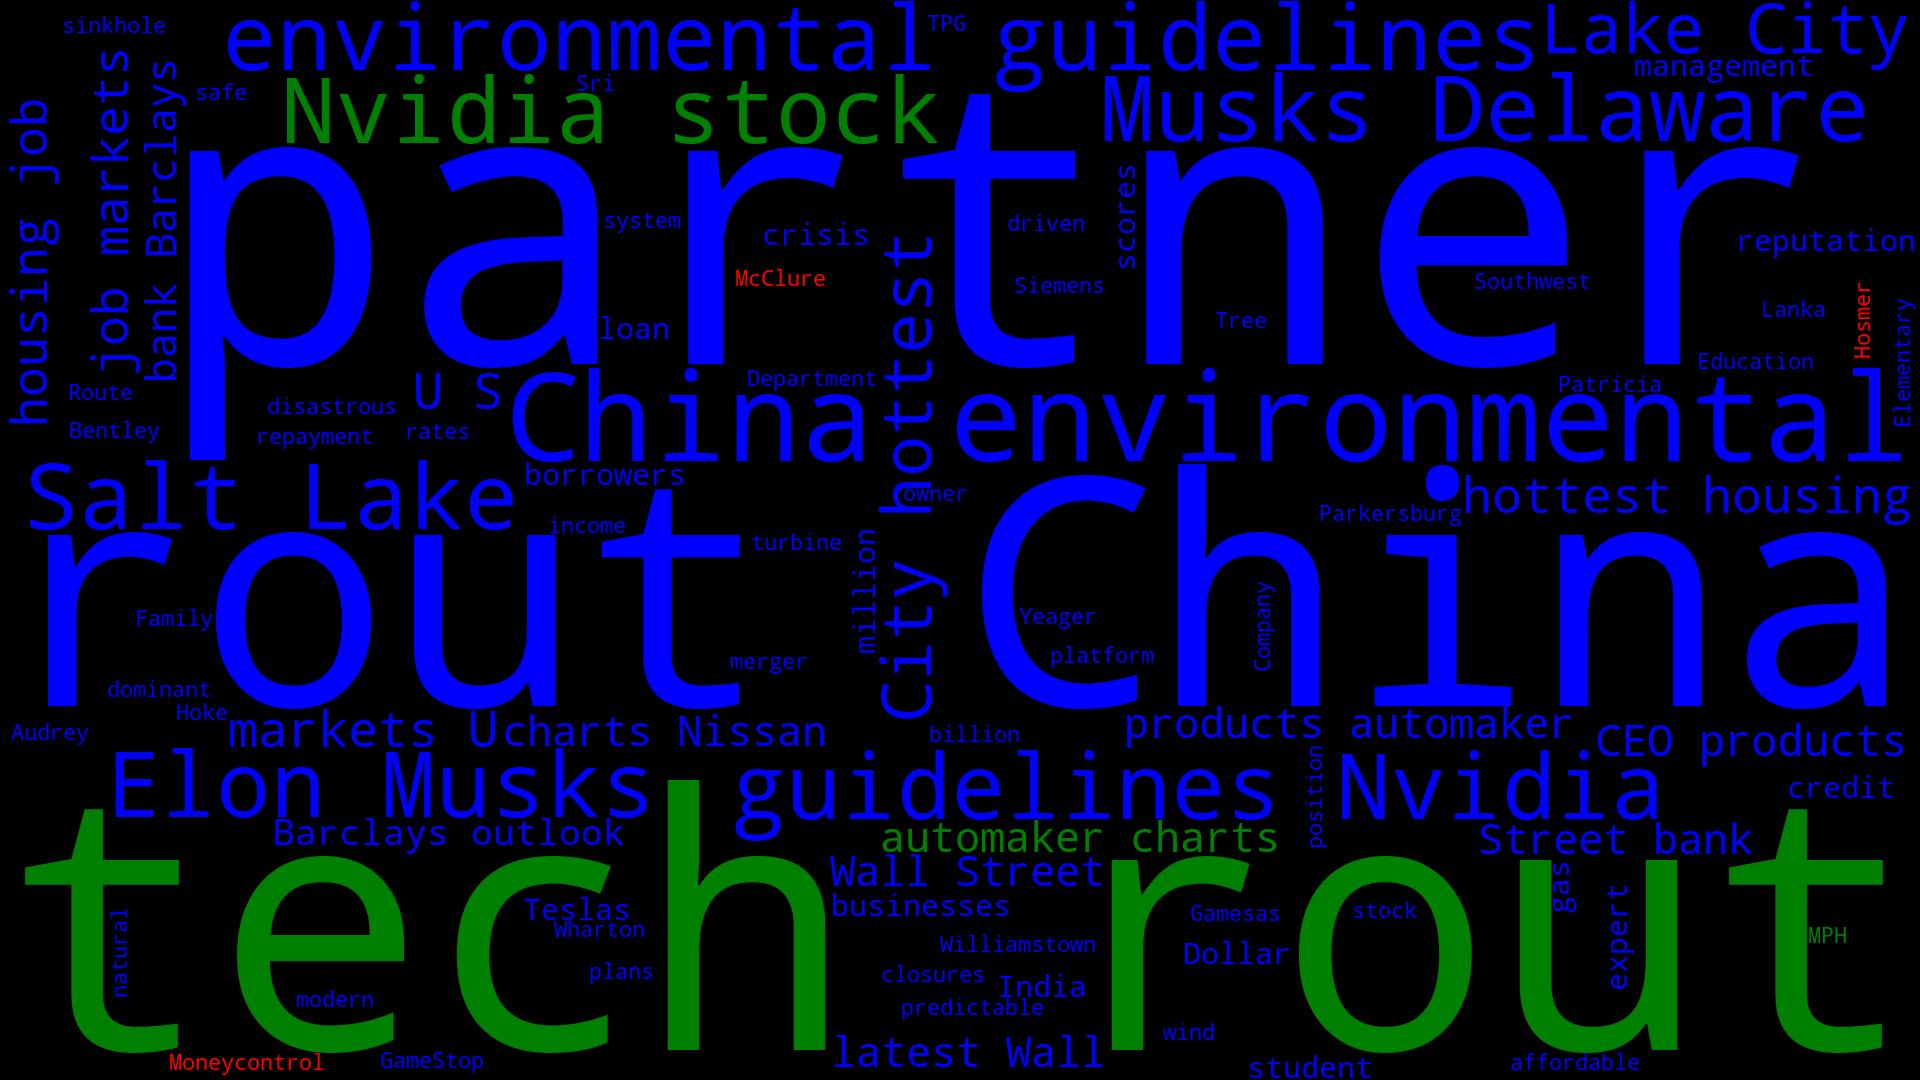 sinkhole
environmental guidelines
TPG
Lake City
management
safe
Nvidia stock
Sri
Musks Delaware
housing job
job markets
bank Barclays
partner
system
crisis
McClure
loan
driven
Siemens
scores
Tree
Southwest
reputation
Lanka
Hosmer
Elementary
Education
Patricia
Route
Bentley
disastrous
repayment
U S
rates
Department
China environmental
City hottest
Salt Lake
borrowers
owner
Parkersburg
hottest housing
income
turbine
million
rout China
Family
Yeager
platform
Company
merger
dominant
Hoke
Audrey
markets U
charts Nissan
billion
products automaker
CEO products
Elon Musks
guidelines Nvidia
position
credit
Barclays outlook
automaker charts
Street bank
tech rout
Wall Street
businesses
Teslas
Wharton
plans
natural
modern
Gamesas
stock
gas
expert
MPH
Williamstown
Dollar
closures
India
predictable
wind
latest Wall
Moneycontrol
GameStop
student
affordable